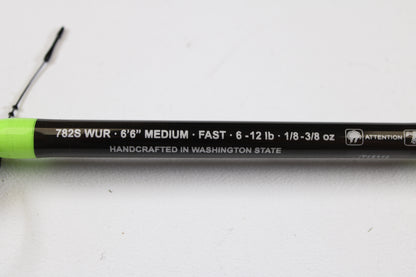 782S WUR · 6'6" MEDIUM · FAST · 6 -12 lb · 1/8 -3/8 oz ATTENTION
HANDCRAFTED IN WASHINGTON STATE